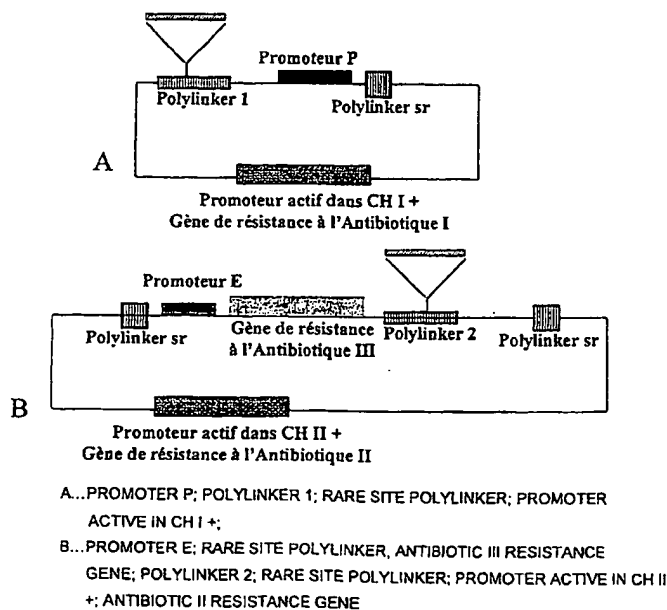 Promoteur P
Polylinker 1
Polylinker sr
A
Promoteur actif dans CH I +
Gène de résistance à l'Antibiotique I
Promoteur E
Polylinker sr
Gène de résistance
à l'Antibiotique III
Polylinker 2
Polylinker sr
B
Promoteur actif dans CH II +
Gène de résistance à l'Antibiotique II
A...PROMOTER P; POLYLINKER 1; RARE SITE POLYLINKER; PROMOTER
ACTIVE IN CH I +;
B...PROMOTER E; RARE SITE POLYLINKER, ANTIBIOTIC III RESISTANCE
GENE; POLYLINKER 2; RARE SITE POLYLINKER; PROMOTER ACTIVE IN CH II
+; ANTIBIOTIC II RESISTANCE GENE